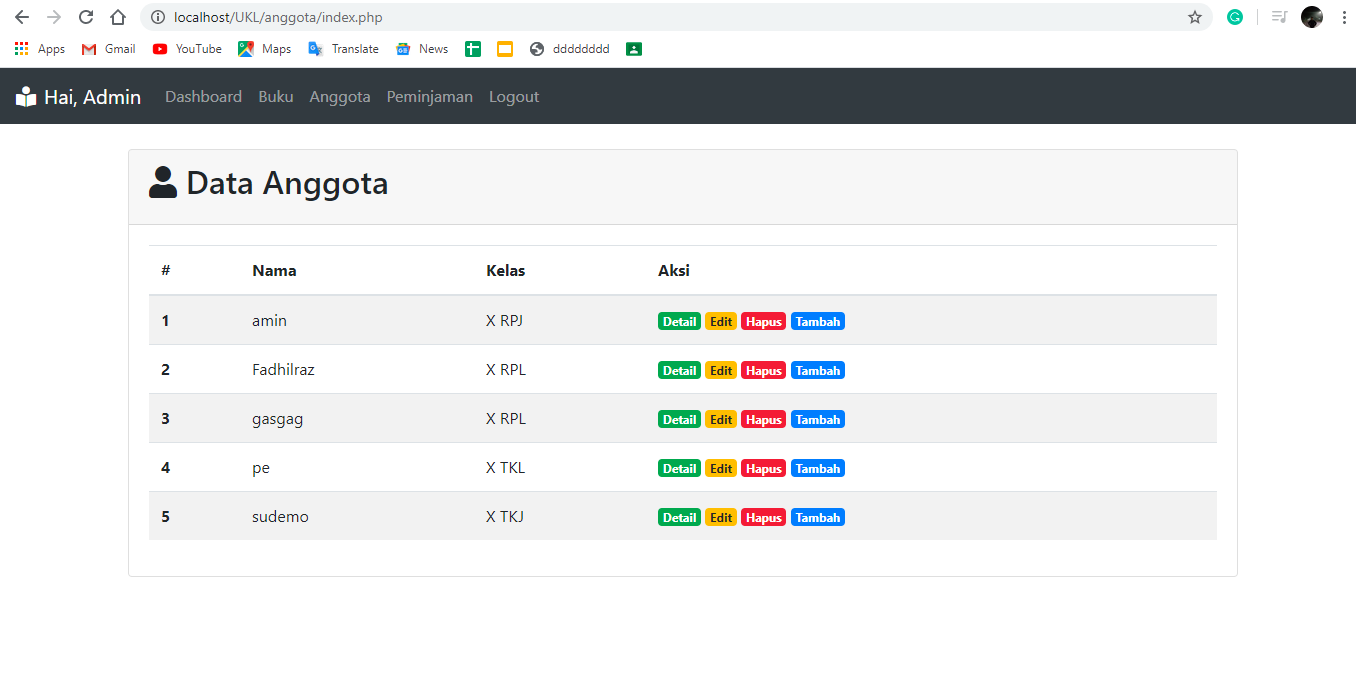 localhost/UKL/anggota/index.php
Apps Gmail YouTube Maps Translate News dddddddd
Hai, Admin Dashboard Buku Anggota Peminjaman Logout
Data Anggota
# Nama Kelas Aksi
1 amin X RPJ Detail Edit Hapus Tambah
2 Fadhilraz X RPL Detail Edit Hapus Tambah
3 gasgag X RPL Detail Edit Hapus Tambah
4 pe X TKL Detail Edit Hapus Tambah
5 sudemo X TKJ Detail Edit Hapus Tambah